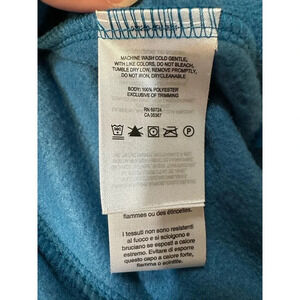 MACHINE WASH COLD GENTLE,
WITH LIKE COLORS, DO NOT BLEACH,
TUMBLE DRY LOW, REMOVE PROMPTLY,
DO NOT IRON, DRYCLEANABLE
BODY: 100% POLYESTER
EXCLUSIVE OF TRIMMING
RN 60724
CA 05367
flammes ou des étincelles.
I tessuti non sono resistenti
al fuoco e si sciolgono e
bruciano se esposti a calore
estremo. Evitare di esporre
questo capo a calore forte,
fiamma o scintille.